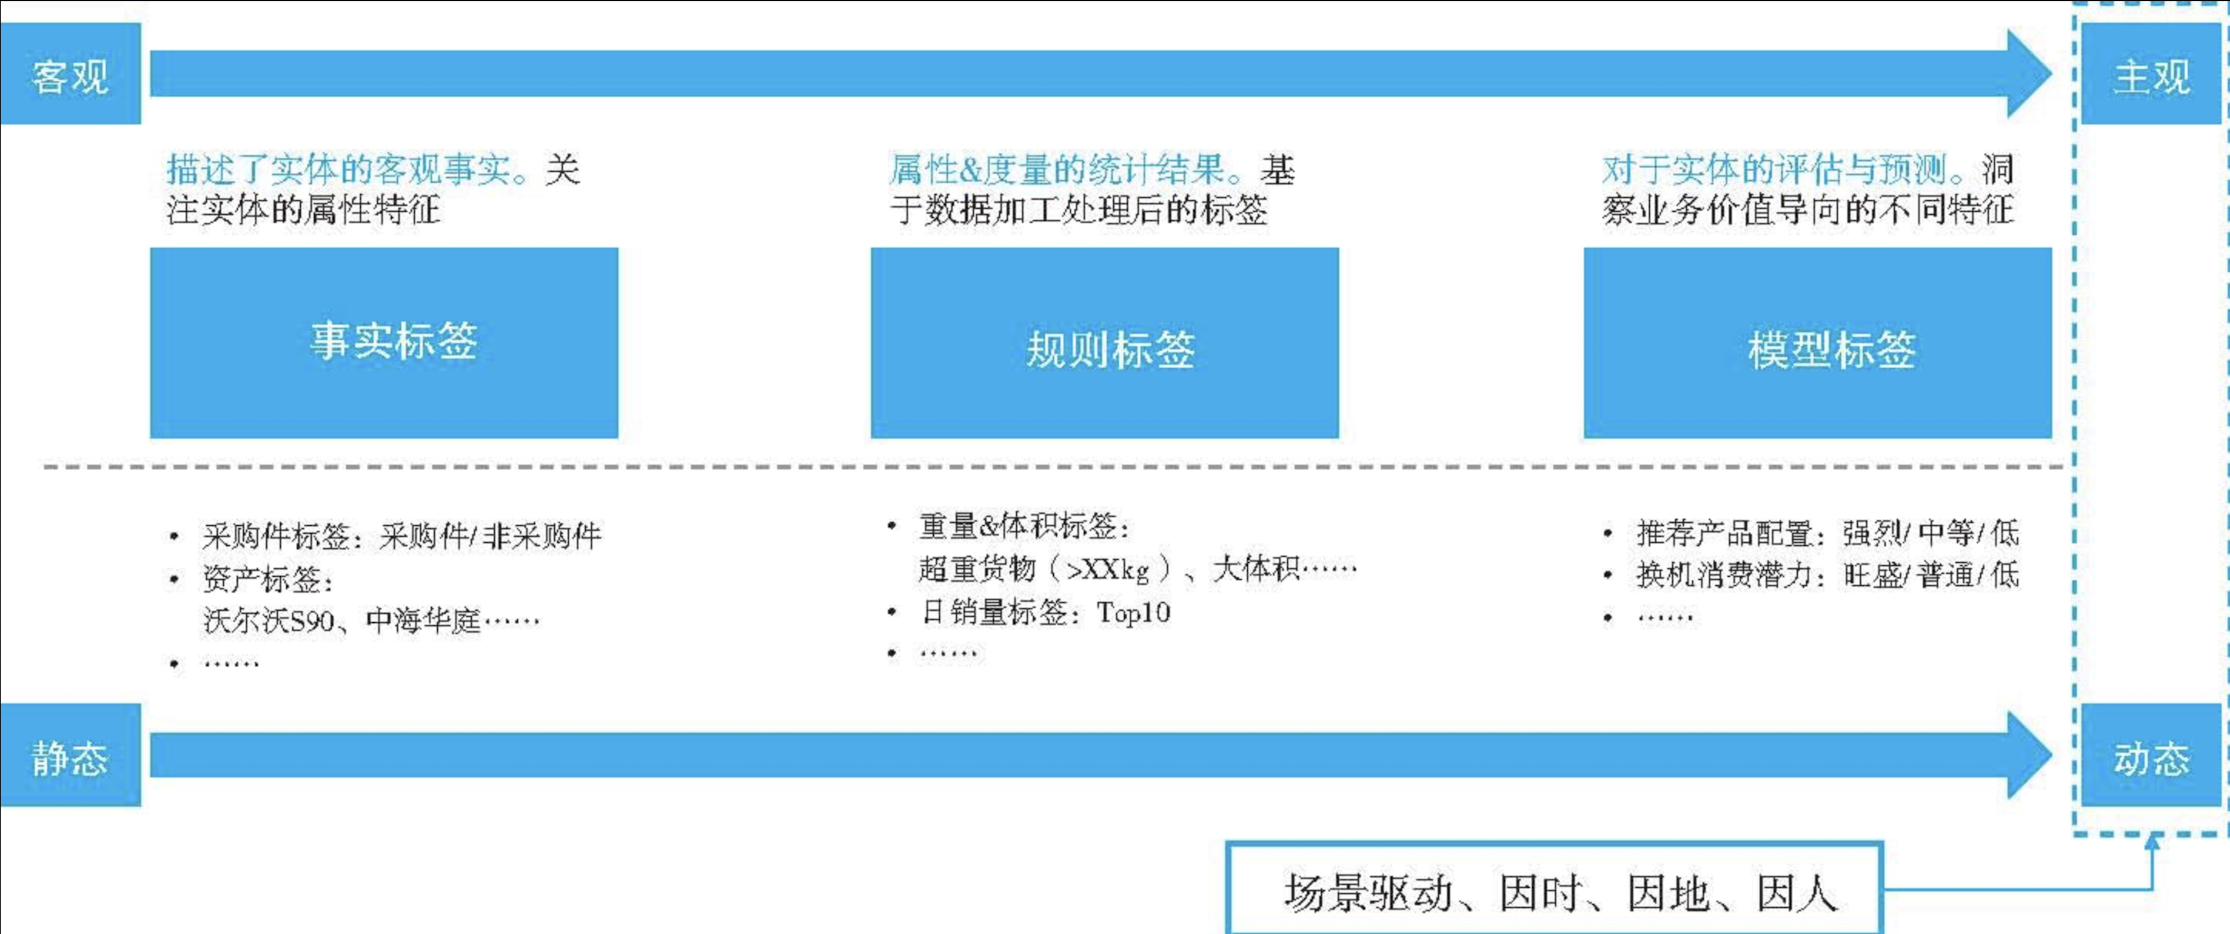 客观
主观
描述了实体的客观事实。关
注实体的属性特征
属性&度量的统计结果。基
于数据加工处理后的标签
对于实体的评估与预测。洞
察业务价值导向的不同特征
事实标签
规则标签
模型标签
• 采购件标签：采购件/非采购件
• 资产标签：
沃尔沃S90、中海华庭……
• ……
• 重量&体积标签：
超重货物（>XXkg）、大体积……
• 日销量标签：Top10
• ……
• 推荐产品配置：强烈/中等/低
• 换机消费潜力：旺盛/普通/低
• ……
静态
动态
场景驱动、因时、因地、因人